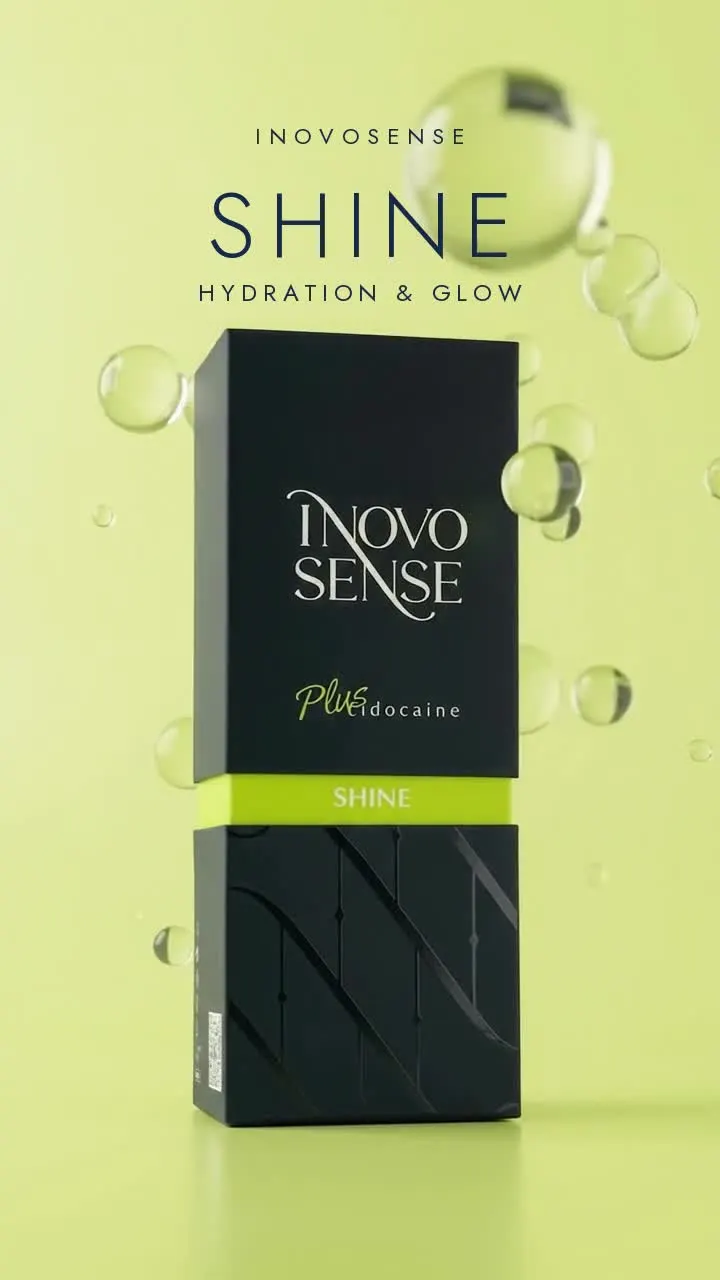 INOVOSENSE
SHINE
HYDRATION & GLOW
INOVO
SENSE
Plus Lidocaine
SHINE